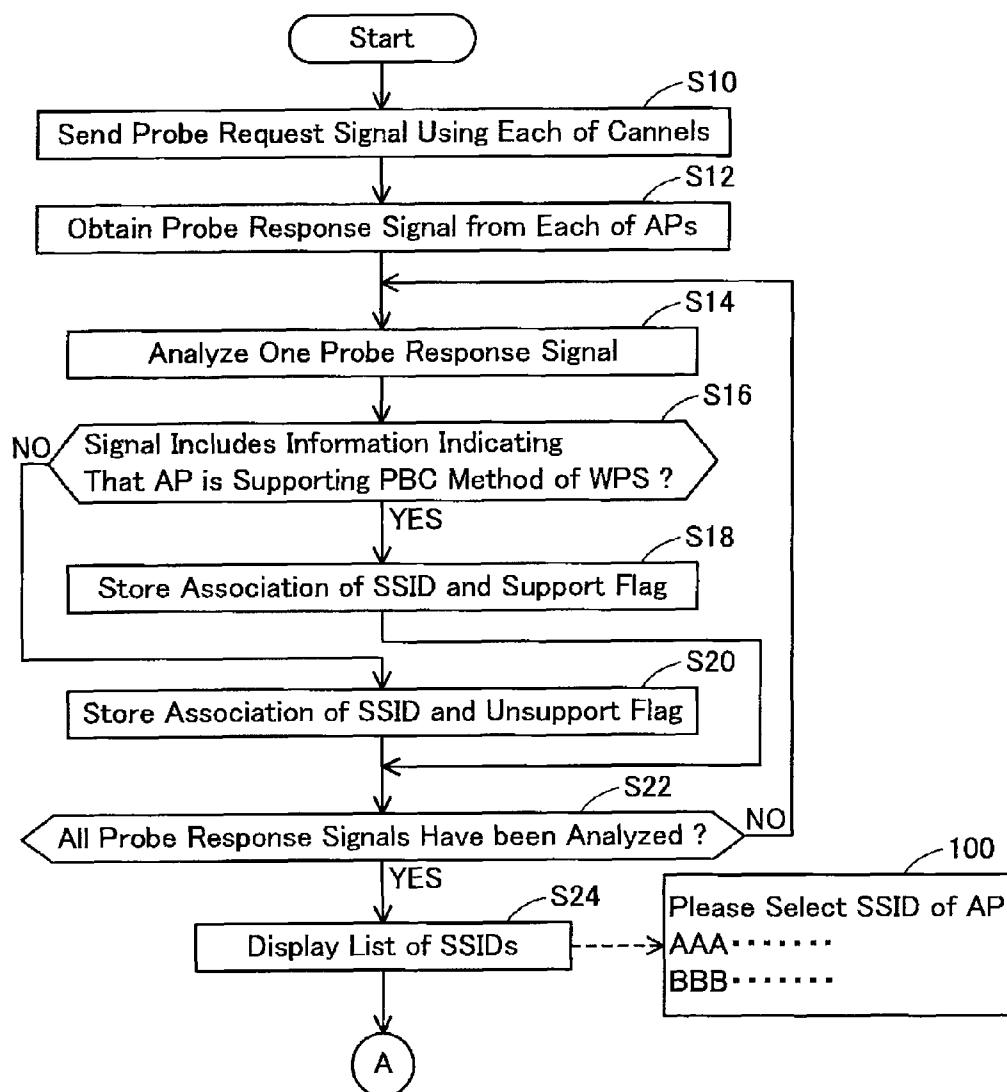 Start
S10
Send Probe Request Signal Using Each of Cannels
S12
Obtain Probe Response Signal from Each of APs
S14
Analyze One Probe Response Signal
S16
NO
Signal Includes Information Indicating
That AP is Supporting PBC Method of WPS ?
YES
S18
Store Association of SSID and Support Flag
S20
Store Association of SSID and Unsupport Flag
S22
All Probe Response Signals Have been Analyzed ?
NO
YES
S24
Display List of SSIDs
100
Please Select SSID of AP
AAA·······
BBB·······
A